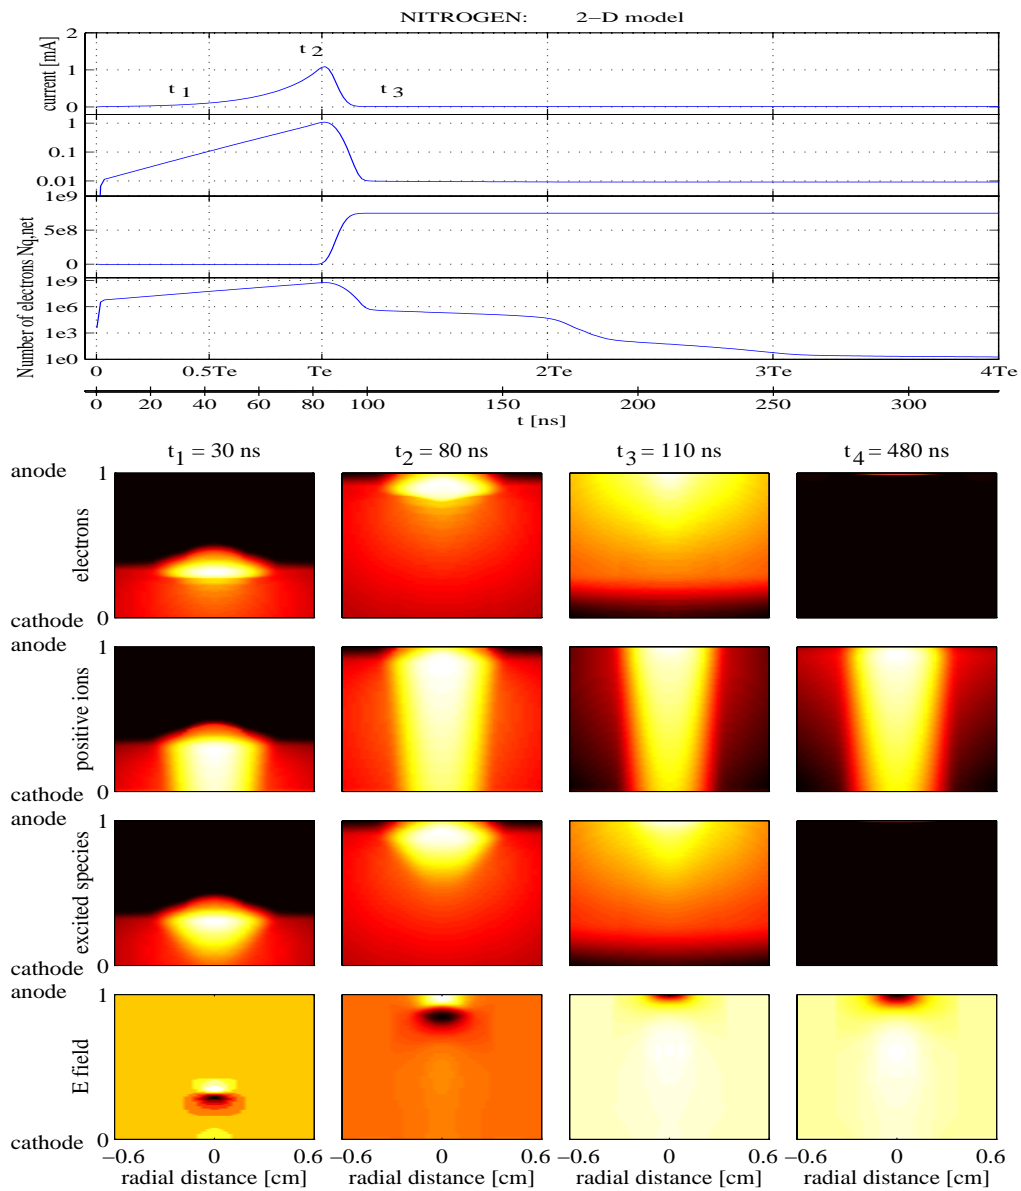 NITROGEN: 2-D model
current [mA]
2
1
0
t1
t2
t3
1
0.1
0.01
1e9
5e8
0
Number of electrons Nq,net
1e9
1e6
1e3
1e0
0 0.5Te Te 2Te 3Te 4Te
0 20 40 60 80 100 150 200 250 300
t [ns]
t1 = 30 ns t2 = 80 ns t3 = 110 ns t4 = 480 ns
anode 1
electrons
cathode 0
anode 1
positive ions
cathode 0
anode 1
excited species
cathode 0
anode 1
E field
cathode 0
-0.6 0 0.6 -0.6 0 0.6 -0.6 0 0.6 -0.6 0 0.6
radial distance [cm] radial distance [cm] radial distance [cm] radial distance [cm]